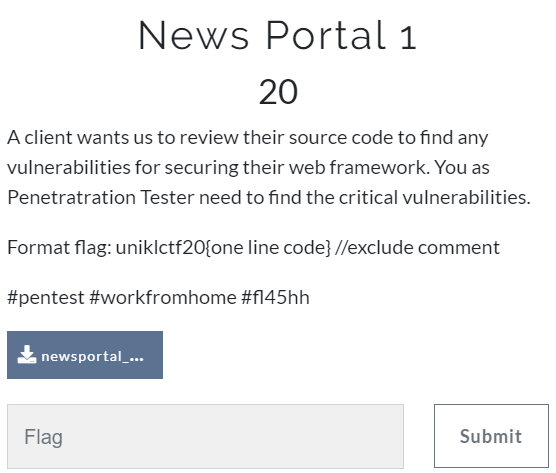 News Portal 1
20
A client wants us to review their source code to find any
vulnerabilities for securing their web framework. You as
Penetratration Tester need to find the critical vulnerabilities.
Format flag: uniklctf20{one line code} //exclude comment
#pentest #workfromhome #fl45hh
newsportal_...
Flag
Submit